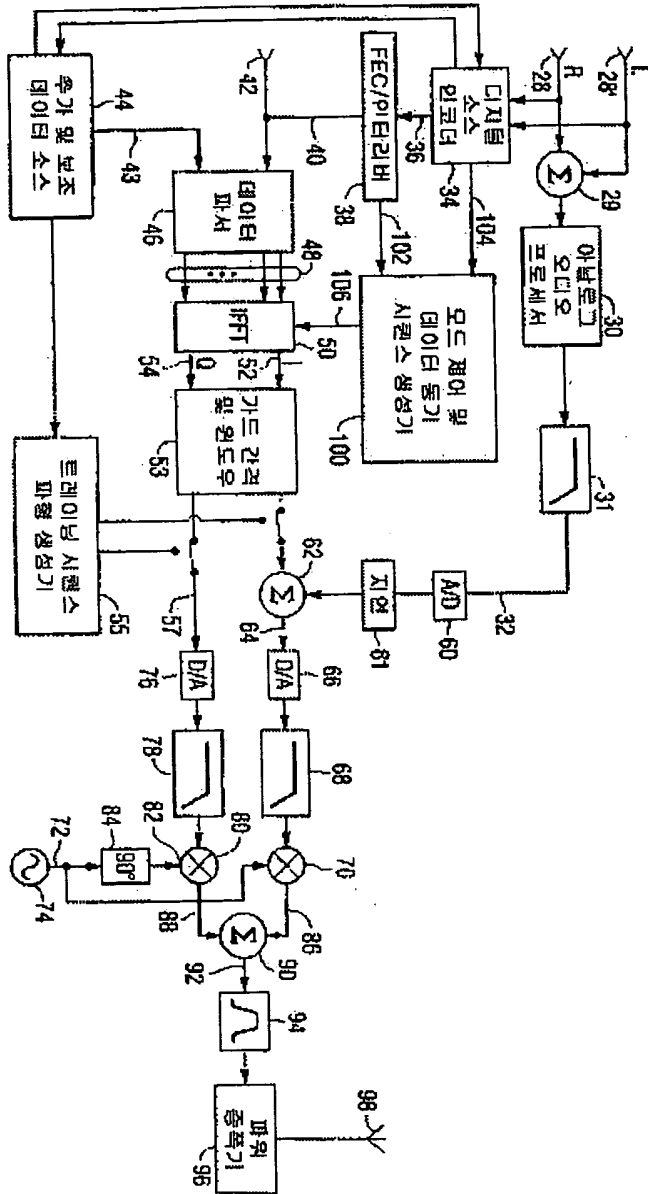 L
28'
R
28
Σ
29
아날로그
오디오
프로세서
30
31
32
A/D
60
지연
61
디지털
소스
인코더
34
104
36
FEC/인터리버
38
102
모드 제어 및
데이터 동기
시퀀스 생성기
100
106
40
42
추가 및 보조
데이터 소스
44
43
데이터
파서
46
48
IFFT
50
52
Q
54
가드 간격
및 윈도우
53
트레이닝 시퀀스
파형 생성기
55
57
Σ
62
64
D/A
66
68
70
D/A
76
78
80
82
90°
84
72
74
86
88
Σ
90
92
94
파워
증폭기
96
98